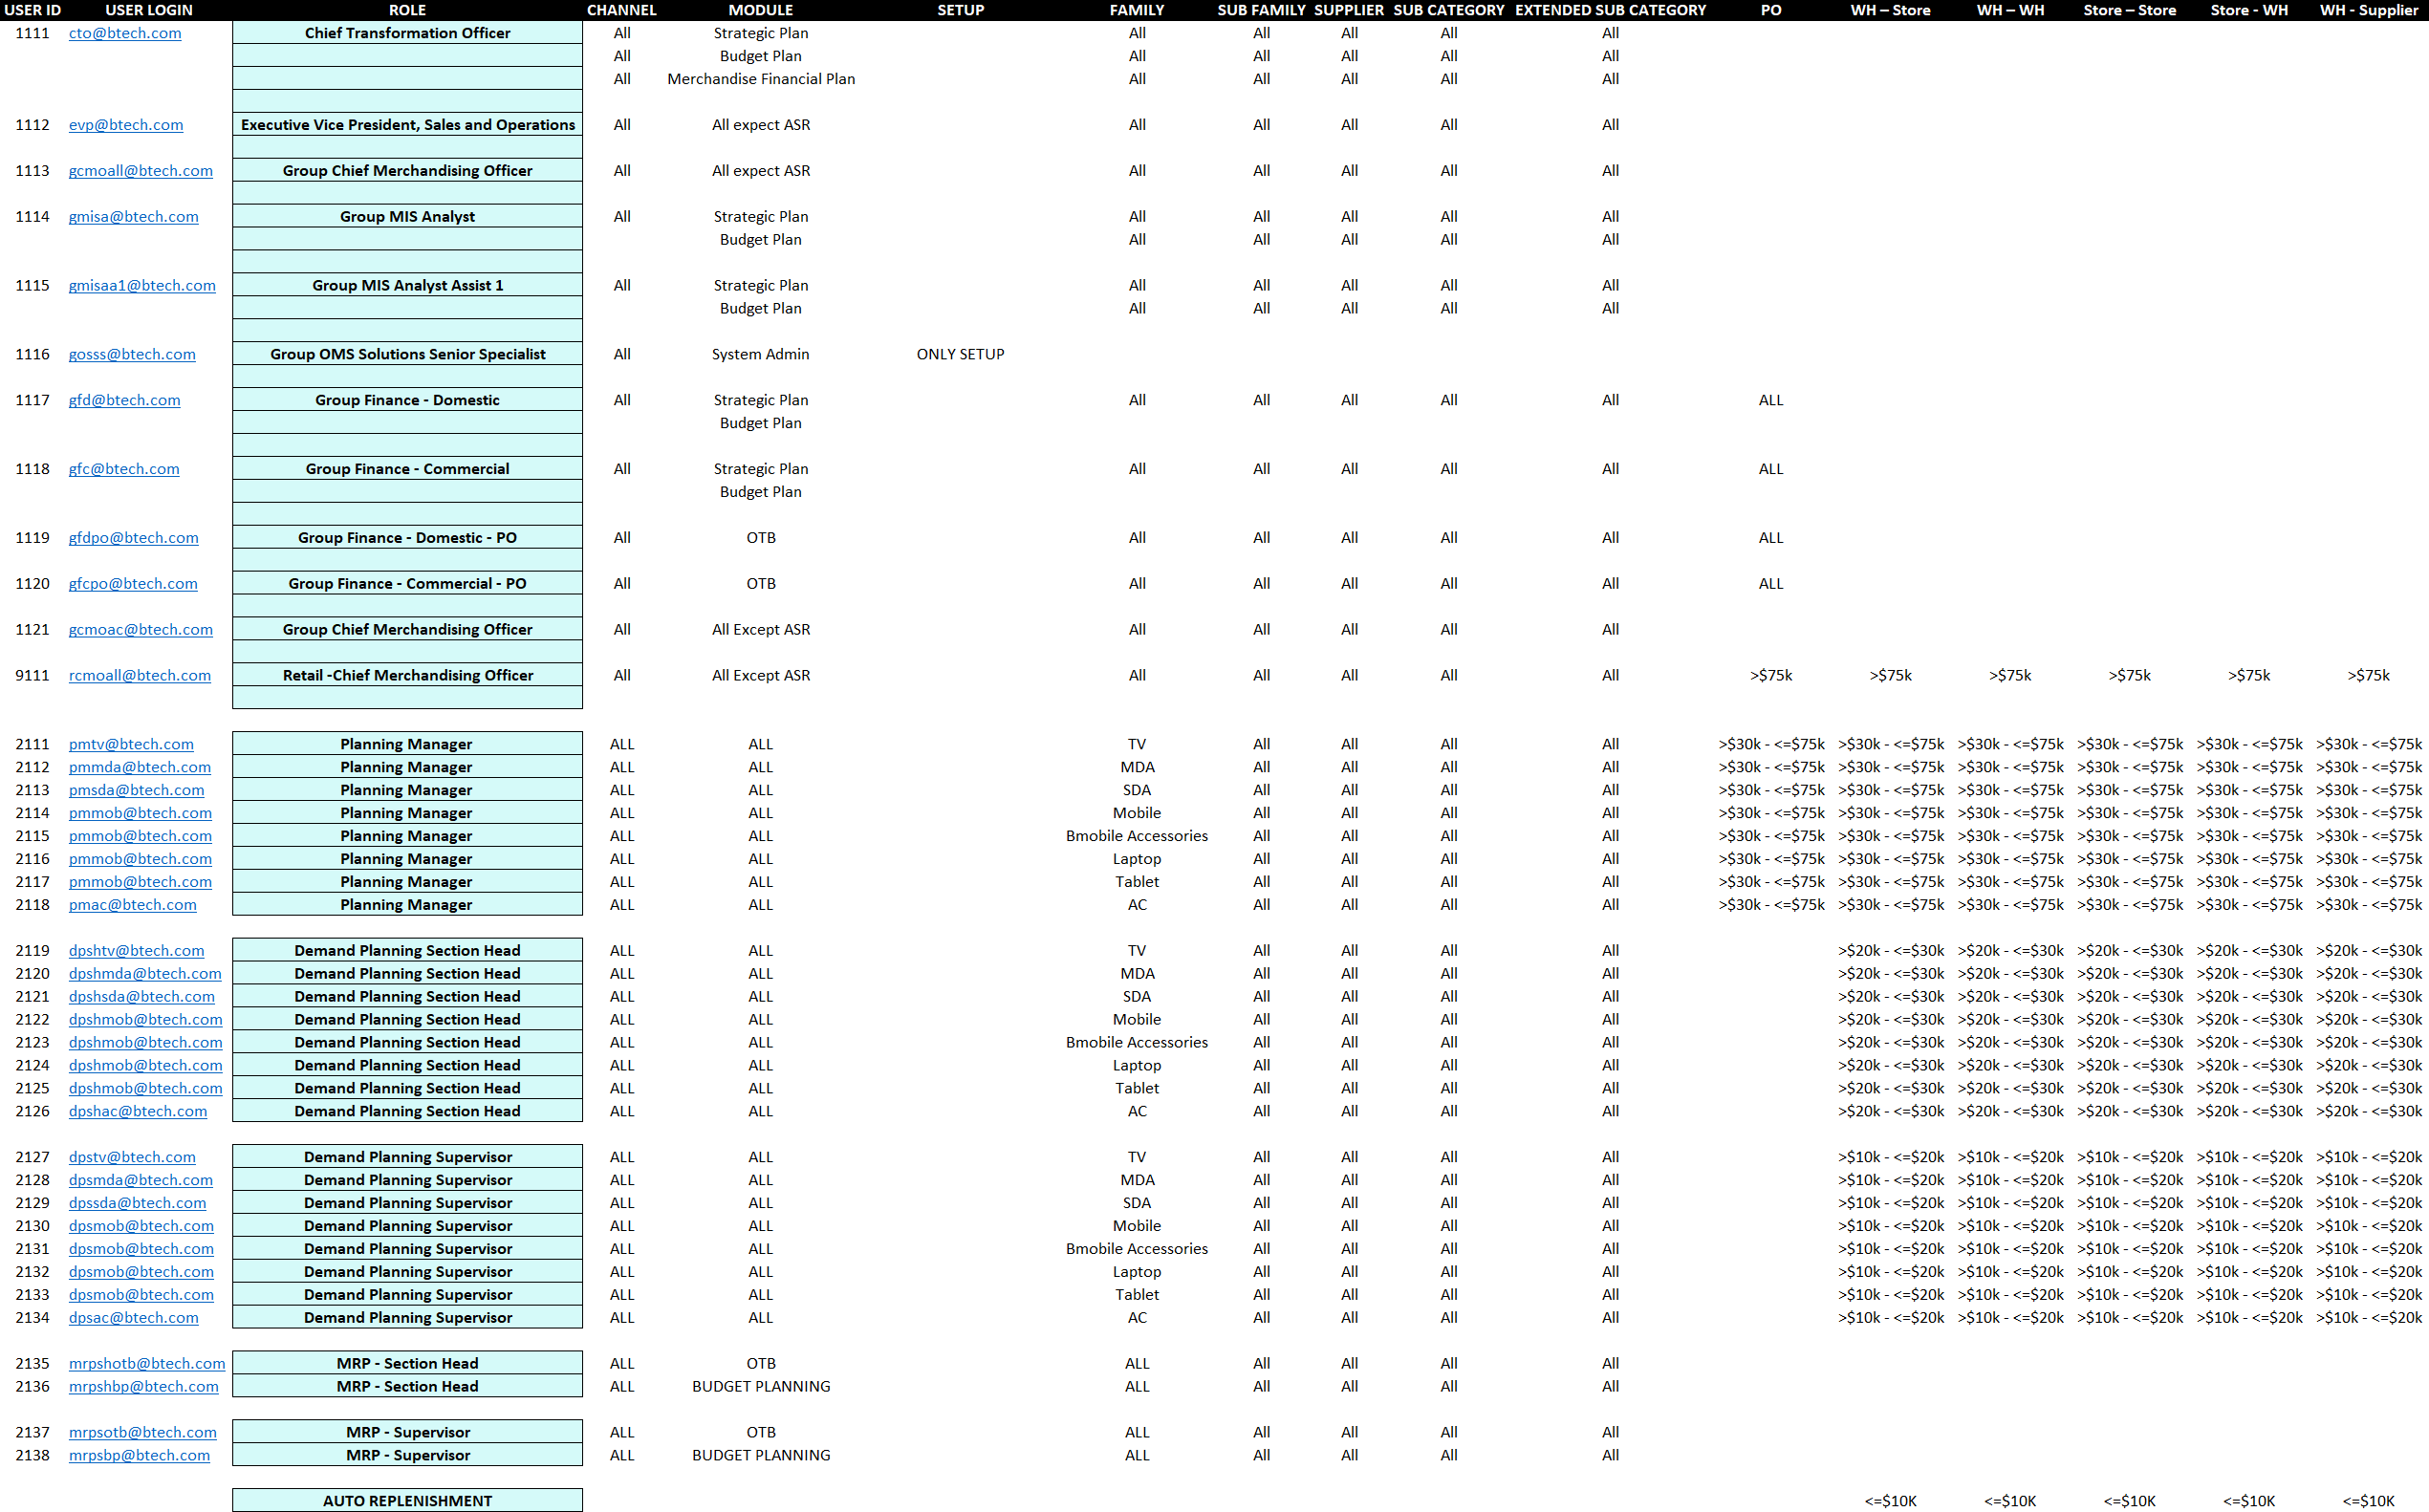 USER ID USER LOGIN ROLE CHANNEL MODULE SETUP FAMILY SUB FAMILY SUPPLIER SUB CATEGORY EXTENDED SUB CATEGORY PO WH – Store WH – WH Store – Store Store - WH WH - Supplier
1111 cto@btech.com Chief Transformation Officer All Strategic Plan All All All All All
All Budget Plan All All All All All
All Merchandise Financial Plan All All All All All
1112 evp@btech.com Executive Vice President, Sales and Operations All All expect ASR All All All All All
1113 gcmoall@btech.com Group Chief Merchandising Officer All All expect ASR All All All All All
1114 gmisa@btech.com Group MIS Analyst All Strategic Plan All All All All All
Budget Plan All All All All All
1115 gmisaa1@btech.com Group MIS Analyst Assist 1 All Strategic Plan All All All All All
Budget Plan All All All All All
1116 gosss@btech.com Group OMS Solutions Senior Specialist All System Admin ONLY SETUP
1117 gfd@btech.com Group Finance - Domestic All Strategic Plan All All All All All ALL
Budget Plan
1118 gfc@btech.com Group Finance - Commercial All Strategic Plan All All All All All ALL
Budget Plan
1119 gfdpo@btech.com Group Finance - Domestic - PO All OTB All All All All All ALL
1120 gfcpo@btech.com Group Finance - Commercial - PO All OTB All All All All All ALL
1121 gcmoac@btech.com Group Chief Merchandising Officer All All Except ASR All All All All All
9111 rcmoall@btech.com Retail -Chief Merchandising Officer All All Except ASR All All All All All >$75k >$75k >$75k >$75k >$75k >$75k
2111 pmtv@btech.com Planning Manager ALL ALL TV All All All All >$30k - <=$75k >$30k - <=$75k >$30k - <=$75k >$30k - <=$75k >$30k - <=$75k >$30k - <=$75k
2112 pmmda@btech.com Planning Manager ALL ALL MDA All All All All >$30k - <=$75k >$30k - <=$75k >$30k - <=$75k >$30k - <=$75k >$30k - <=$75k >$30k - <=$75k
2113 pmsda@btech.com Planning Manager ALL ALL SDA All All All All >$30k - <=$75k >$30k - <=$75k >$30k - <=$75k >$30k - <=$75k >$30k - <=$75k >$30k - <=$75k
2114 pmmob@btech.com Planning Manager ALL ALL Mobile All All All All >$30k - <=$75k >$30k - <=$75k >$30k - <=$75k >$30k - <=$75k >$30k - <=$75k >$30k - <=$75k
2115 pmmob@btech.com Planning Manager ALL ALL Bmobile Accessories All All All All >$30k - <=$75k >$30k - <=$75k >$30k - <=$75k >$30k - <=$75k >$30k - <=$75k >$30k - <=$75k
2116 pmmob@btech.com Planning Manager ALL ALL Laptop All All All All >$30k - <=$75k >$30k - <=$75k >$30k - <=$75k >$30k - <=$75k >$30k - <=$75k >$30k - <=$75k
2117 pmmob@btech.com Planning Manager ALL ALL Tablet All All All All >$30k - <=$75k >$30k - <=$75k >$30k - <=$75k >$30k - <=$75k >$30k - <=$75k >$30k - <=$75k
2118 pmac@btech.com Planning Manager ALL ALL AC All All All All >$30k - <=$75k >$30k - <=$75k >$30k - <=$75k >$30k - <=$75k >$30k - <=$75k >$30k - <=$75k
2119 dpshtv@btech.com Demand Planning Section Head ALL ALL TV All All All All >$20k - <=$30k >$20k - <=$30k >$20k - <=$30k >$20k - <=$30k >$20k - <=$30k
2120 dpshmda@btech.com Demand Planning Section Head ALL ALL MDA All All All All >$20k - <=$30k >$20k - <=$30k >$20k - <=$30k >$20k - <=$30k >$20k - <=$30k
2121 dpshsda@btech.com Demand Planning Section Head ALL ALL SDA All All All All >$20k - <=$30k >$20k - <=$30k >$20k - <=$30k >$20k - <=$30k >$20k - <=$30k
2122 dpshmob@btech.com Demand Planning Section Head ALL ALL Mobile All All All All >$20k - <=$30k >$20k - <=$30k >$20k - <=$30k >$20k - <=$30k >$20k - <=$30k
2123 dpshmob@btech.com Demand Planning Section Head ALL ALL Bmobile Accessories All All All All >$20k - <=$30k >$20k - <=$30k >$20k - <=$30k >$20k - <=$30k >$20k - <=$30k
2124 dpshmob@btech.com Demand Planning Section Head ALL ALL Laptop All All All All >$20k - <=$30k >$20k - <=$30k >$20k - <=$30k >$20k - <=$30k >$20k - <=$30k
2125 dpshmob@btech.com Demand Planning Section Head ALL ALL Tablet All All All All >$20k - <=$30k >$20k - <=$30k >$20k - <=$30k >$20k - <=$30k >$20k - <=$30k
2126 dpshac@btech.com Demand Planning Section Head ALL ALL AC All All All All >$20k - <=$30k >$20k - <=$30k >$20k - <=$30k >$20k - <=$30k >$20k - <=$30k
2127 dpstv@btech.com Demand Planning Supervisor ALL ALL TV All All All All >$10k - <=$20k >$10k - <=$20k >$10k - <=$20k >$10k - <=$20k >$10k - <=$20k
2128 dpsmda@btech.com Demand Planning Supervisor ALL ALL MDA All All All All >$10k - <=$20k >$10k - <=$20k >$10k - <=$20k >$10k - <=$20k >$10k - <=$20k
2129 dpssda@btech.com Demand Planning Supervisor ALL ALL SDA All All All All >$10k - <=$20k >$10k - <=$20k >$10k - <=$20k >$10k - <=$20k >$10k - <=$20k
2130 dpsmob@btech.com Demand Planning Supervisor ALL ALL Mobile All All All All >$10k - <=$20k >$10k - <=$20k >$10k - <=$20k >$10k - <=$20k >$10k - <=$20k
2131 dpsmob@btech.com Demand Planning Supervisor ALL ALL Bmobile Accessories All All All All >$10k - <=$20k >$10k - <=$20k >$10k - <=$20k >$10k - <=$20k >$10k - <=$20k
2132 dpsmob@btech.com Demand Planning Supervisor ALL ALL Laptop All All All All >$10k - <=$20k >$10k - <=$20k >$10k - <=$20k >$10k - <=$20k >$10k - <=$20k
2133 dpsmob@btech.com Demand Planning Supervisor ALL ALL Tablet All All All All >$10k - <=$20k >$10k - <=$20k >$10k - <=$20k >$10k - <=$20k >$10k - <=$20k
2134 dpsac@btech.com Demand Planning Supervisor ALL ALL AC All All All All >$10k - <=$20k >$10k - <=$20k >$10k - <=$20k >$10k - <=$20k >$10k - <=$20k
2135 mrpshotb@btech.com MRP - Section Head ALL OTB ALL All All All All
2136 mrpshbp@btech.com MRP - Section Head ALL BUDGET PLANNING ALL All All All All
2137 mrpsotb@btech.com MRP - Supervisor ALL OTB ALL All All All All
2138 mrpsbp@btech.com MRP - Supervisor ALL BUDGET PLANNING ALL All All All All
AUTO REPLENISHMENT <=$10K <=$10K <=$10K <=$10K <=$10K